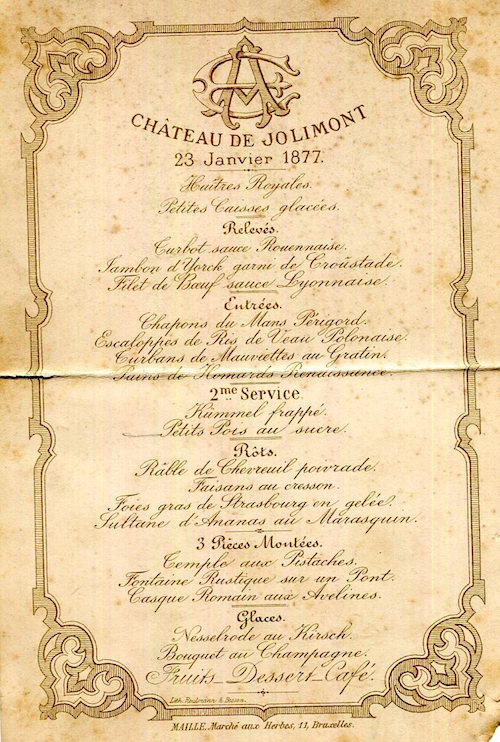 CHÂTEAU DE JOLIMONT
23 Janvier 1877.
Huîtres Royales.
Petites Caisses glacées.
Relevés.
Turbot sauce Rouennaise.
Jambon d'Yorck garni de Croûstade.
Filet de Bœuf sauce Lyonnaise.
Entrées.
Chapons du Mans Périgord.
Escaloppes de Ris de Veau Polonaise.
Turbans de Mauviettes au Gratin.
Pains de Homards Renaissance.
2me Service
Kümmel frappé.
Petits Pois au sucre.
Rôts.
Râble de Chevreuil poivrade.
Faisans au cresson.
Foies gras de Strasbourg en gelée.
Sultane d'Ananas au Marasquin.
3 Pièces Montées.
Temple aux Pistaches.
Fontaine Rustique sur un Pont.
Casque Romain aux Avelines.
Glaces.
Nesselrode au Kirsch.
Bouquet au Champagne.
Fruits_Dessert_Café.
Lith.
MAILLE, Marché aux Herbes, 11, Bruxelles.